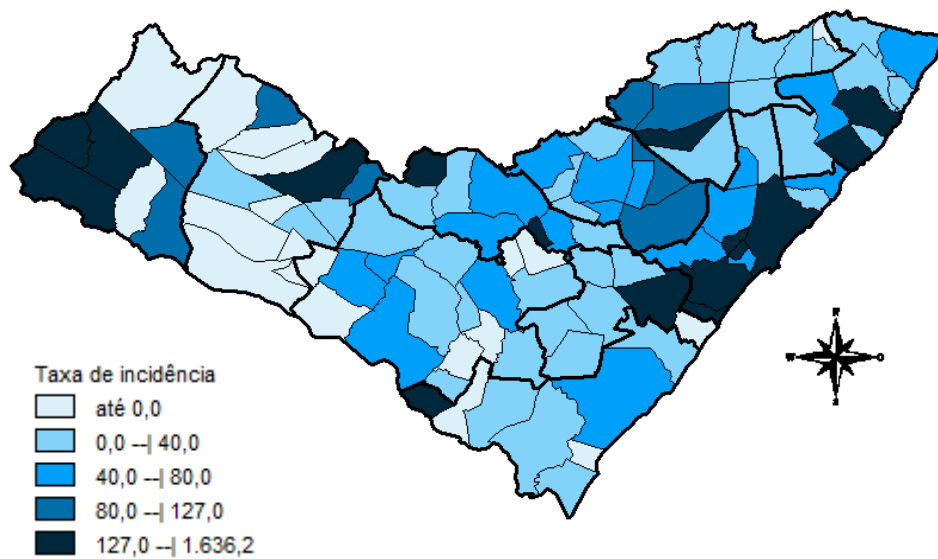 Taxa de incidência
até 0,0
0,0 --| 40,0
40,0 --| 80,0
80,0 --| 127,0
127,0 --| 1.636,2
W
S